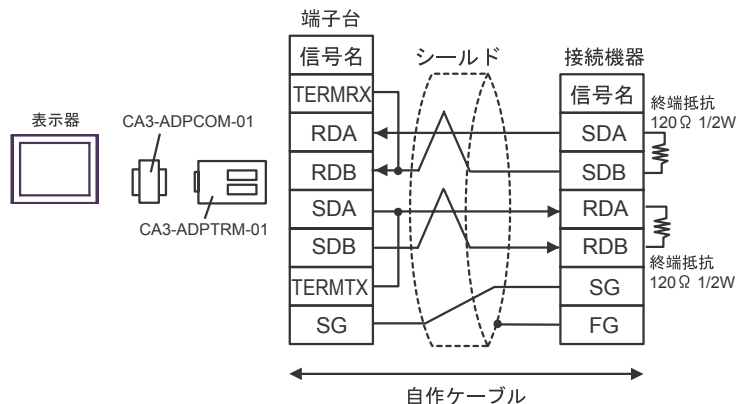 端子台
信号名
TERMRX
RDA
RDB
SDA
SDB
TERMTX
SG
シールド
接続機器
信号名
SDA
SDB
RDA
RDB
SG
FG
終端抵抗
120Ω 1/2W
終端抵抗
120Ω 1/2W
表示器
CA3-ADPCOM-01
CA3-ADPTRM-01
自作ケーブル